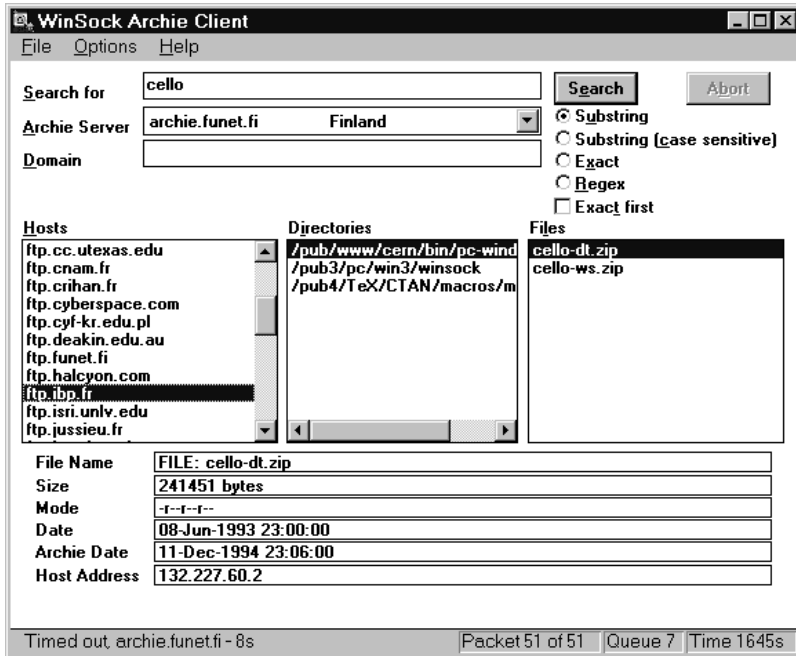 WinSock Archie Client
File Options Help
Search for cello Search Abort
Archie Server archie.funet.fi Finland
Domain
Substring
Substring (case sensitive)
Exact
Regex
Exact first
Hosts
ftp.cc.utexas.edu
ftp.cnam.fr
ftp.crihan.fr
ftp.cyberspace.com
ftp.cyf-kr.edu.pl
ftp.deakin.edu.au
ftp.funet.fi
ftp.halcyon.com
ftp.ibp.fr
ftp.isri.unlv.edu
ftp.jussieu.fr
Directories
/pub/www/cern/bin/pc-wind
/pub3/pc/win3/winsock
/pub4/TeX/CTAN/macros/m
Files
cello-dt.zip
cello-ws.zip
File Name FILE: cello-dt.zip
Size 241451 bytes
Mode -r--r--r--
Date 08-Jun-1993 23:00:00
Archie Date 11-Dec-1994 23:06:00
Host Address 132.227.60.2
Timed out, archie.funet.fi - 8s Packet 51 of 51 Queue 7 Time 1645s